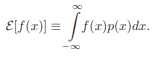 ℰ[f(x)] ≡ ∫_{-∞}^{∞} f(x)p(x)dx.